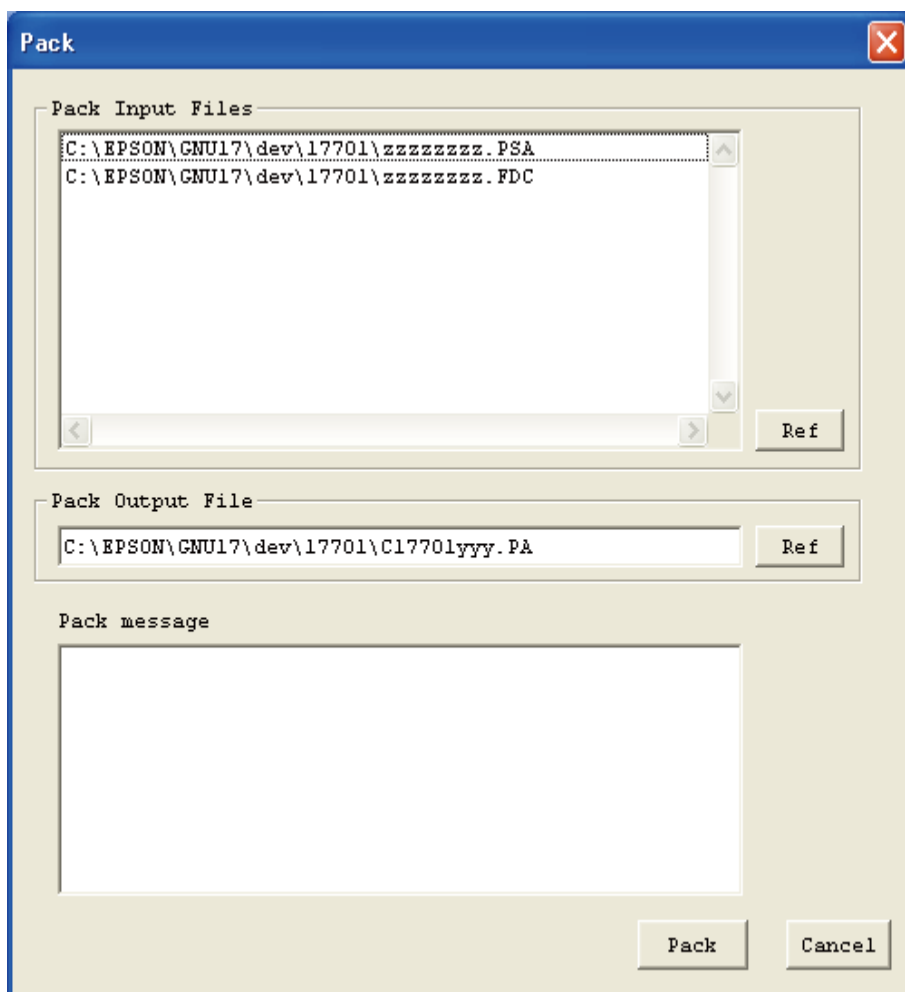 Pack
Pack Input Files
C:\EPSON\GNU17\dev\17701\zzzzzzzz.PSA
C:\EPSON\GNU17\dev\17701\zzzzzzzz.FDC
Ref
Pack Output File
C:\EPSON\GNU17\dev\17701\C17701yyy.PA
Ref
Pack message
Pack
Cancel